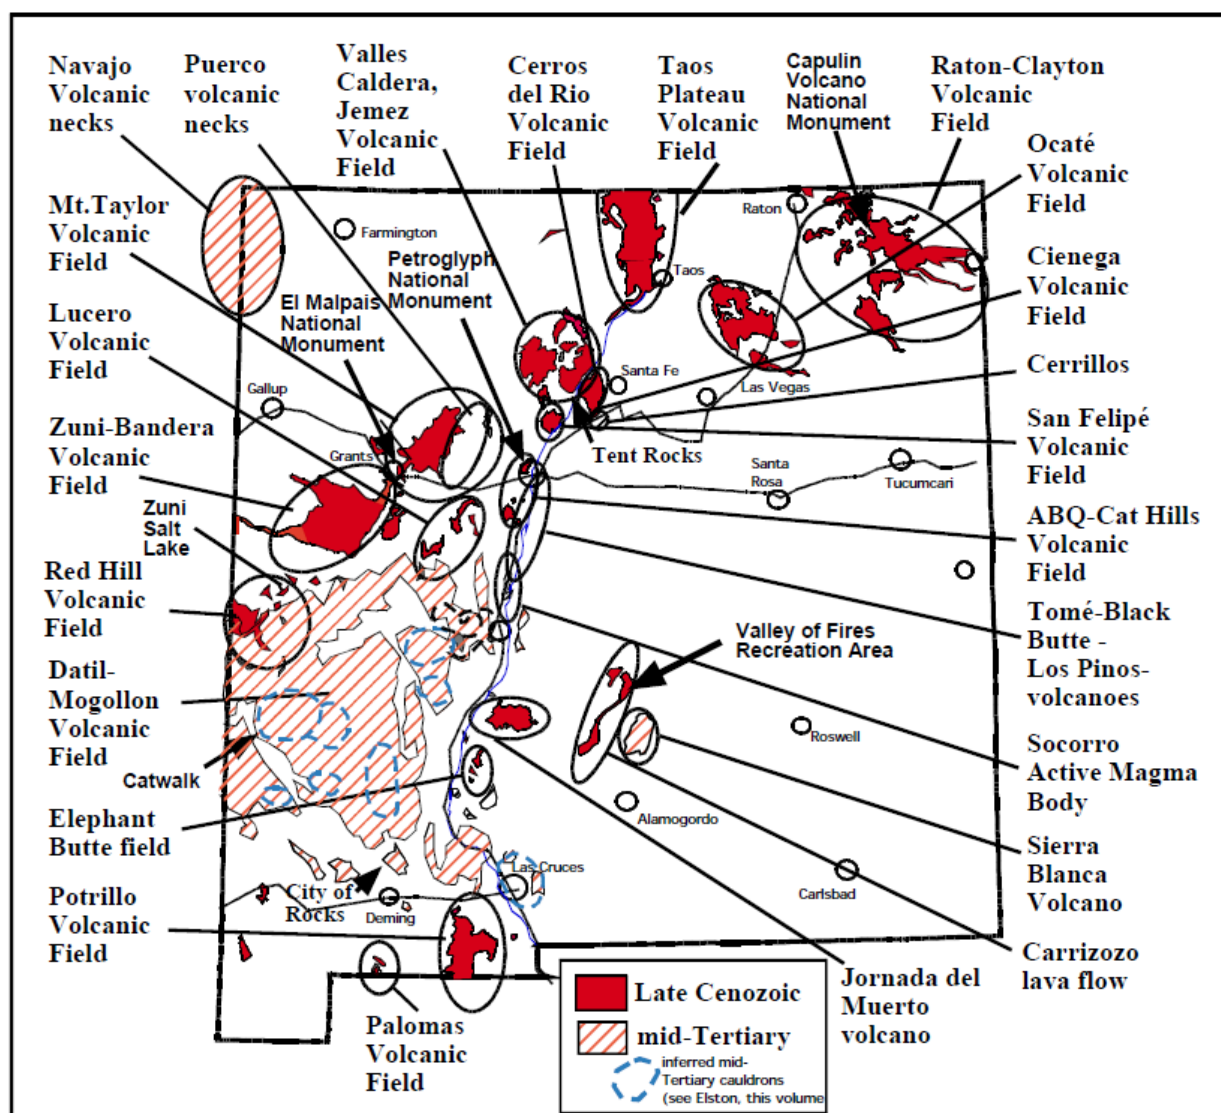 Navajo
Volcanic
necks
Puerco
volcanic
necks
Valles
Caldera,
Jemez
Volcanic
Field
Cerros
del Rio
Volcanic
Field
Taos
Plateau
Volcanic
Field
Capulin
Volcano
National
Monument
Raton-Clayton
Volcanic
Field
Ocaté
Volcanic
Field
Mt.Taylor
Volcanic
Field
Farmington
Petroglyph
National
Monument
Raton
Taos
Cienega
Volcanic
Field
El Malpais
National
Monument
Lucero
Volcanic
Field
Gallup
Santa Fe
Las Vegas
Cerrillos
Zuni-Bandera
Volcanic
Field
Grants
Tent Rocks
Santa
Rosa
Tucumcari
San Felipé
Volcanic
Field
Zuni
Salt
Lake
ABQ-Cat Hills
Volcanic
Field
Red Hill
Volcanic
Field
Tomé-Black
Butte -
Los Pinos-
volcanoes
Valley of Fires
Recreation Area
Datil-
Mogollon
Volcanic
Field
Catwalk
Roswell
Socorro
Active Magma
Body
Elephant
Butte field
Alamogordo
Sierra
Blanca
Volcano
Las Cruces
Carlsbad
City of
Rocks
Deming
Potrillo
Volcanic
Field
Carrizozo
lava flow
Jornada del
Muerto
volcano
Palomas
Volcanic
Field
Late Cenozoic
mid-Tertiary
inferred mid-
Tertiary cauldrons
(see Elston, this volume